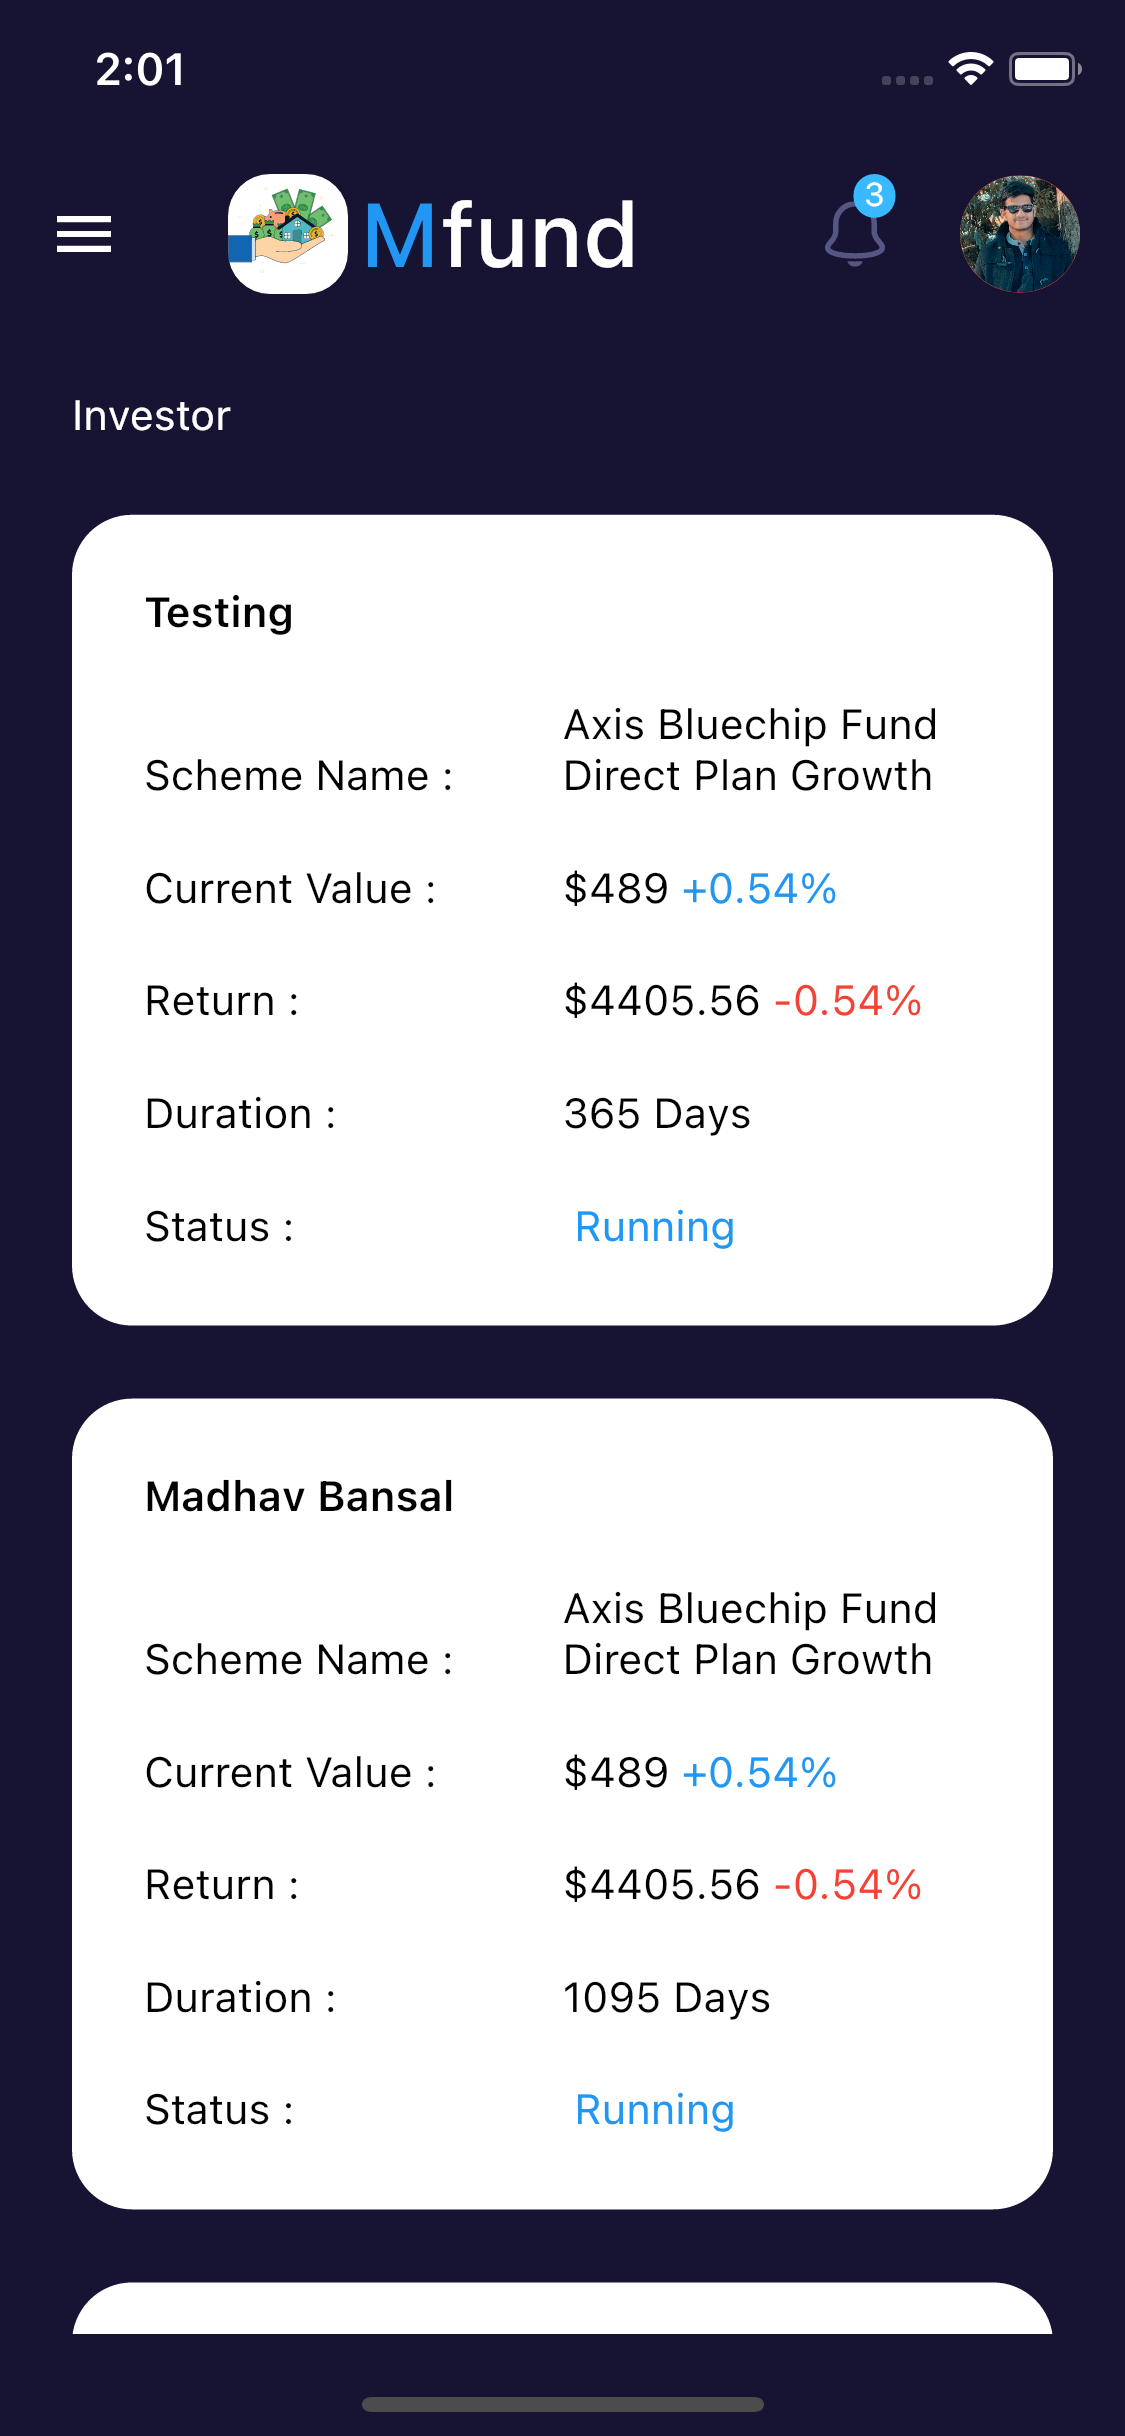 2:01
Mfund
3
Investor
Testing
Axis Bluechip Fund
Scheme Name : Direct Plan Growth
Current Value : $489 +0.54%
Return : $4405.56 -0.54%
Duration : 365 Days
Status : Running
Madhav Bansal
Axis Bluechip Fund
Scheme Name : Direct Plan Growth
Current Value : $489 +0.54%
Return : $4405.56 -0.54%
Duration : 1095 Days
Status : Running